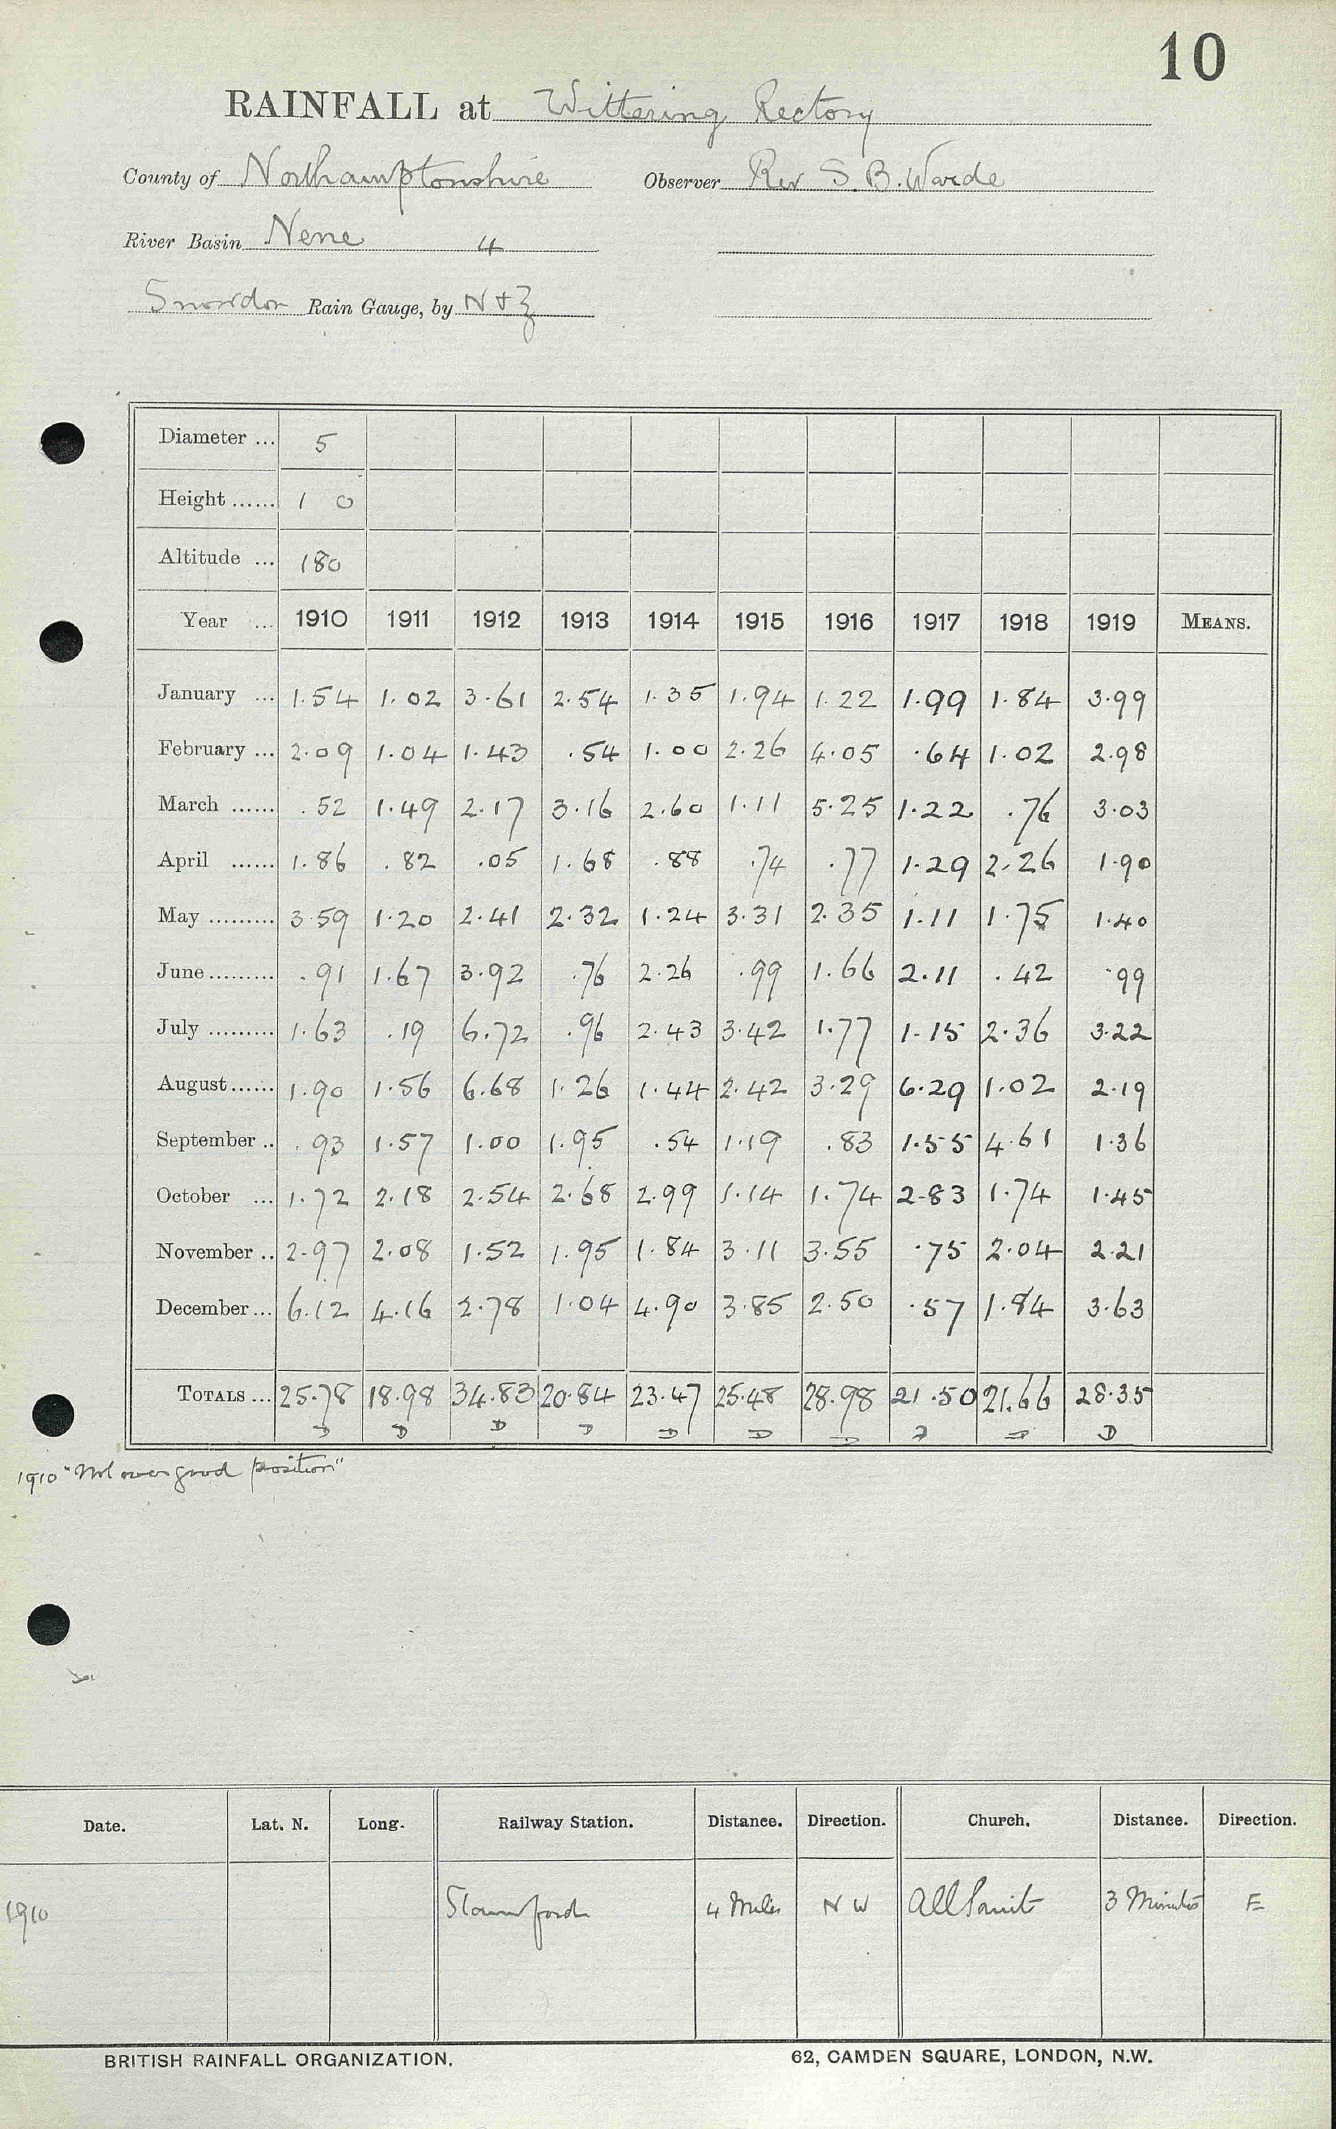 10
RAINFALL at Wittering Rectory
County of Northamptonshire Observer Rev S. B. Warde
River Basin Nene 4
Snowdon Rain Gauge, by N & Z
Diameter ... 5
Height ...... 1 0
Altitude ... 180
Year ... 1910 1911 1912 1913 1914 1915 1916 1917 1918 1919 MEANS.
January ... 1.54 1.02 3.61 2.54 1.35 1.94 1.22 1.99 1.84 3.99
February ... 2.09 1.04 1.43 .54 1.00 2.26 4.05 .64 1.02 2.98
March ...... .52 1.49 2.17 3.16 2.60 1.11 5.25 1.22 .76 3.03
April ...... 1.86 .82 .05 1.68 .88 .74 .77 1.29 2.26 1.90
May ......... 3.59 1.20 2.41 2.32 1.24 3.31 2.35 1.11 1.75 1.40
June ......... .91 1.67 3.92 .76 2.26 .99 1.66 2.11 .42 .99
July ......... 1.63 .19 6.72 .96 2.43 3.42 1.77 1.15 2.36 3.22
August ...... 1.90 1.56 6.68 1.26 1.44 2.42 3.29 6.29 1.02 2.19
September .. .93 1.57 1.00 1.95 .54 1.19 .83 1.55 4.61 1.36
October ... 1.72 2.18 2.54 2.68 2.99 1.14 1.74 2.83 1.74 1.45
November .. 2.97 2.08 1.52 1.95 1.84 3.11 3.55 .75 2.04 2.21
December ... 6.12 4.16 2.78 1.04 4.90 3.85 2.50 .57 1.84 3.63
TOTALS ... 25.78 18.98 34.83 20.84 23.47 25.48 28.98 21.50 21.66 28.35
D D D D D D D D D D
1910 "Not over good position"
Date. Lat. N. Long. Railway Station. Distance. Direction. Church. Distance. Direction.
1910 Stamford 4 Miles N W All Saints 3 Minutes E
BRITISH RAINFALL ORGANIZATION. 62, CAMDEN SQUARE, LONDON, N.W.